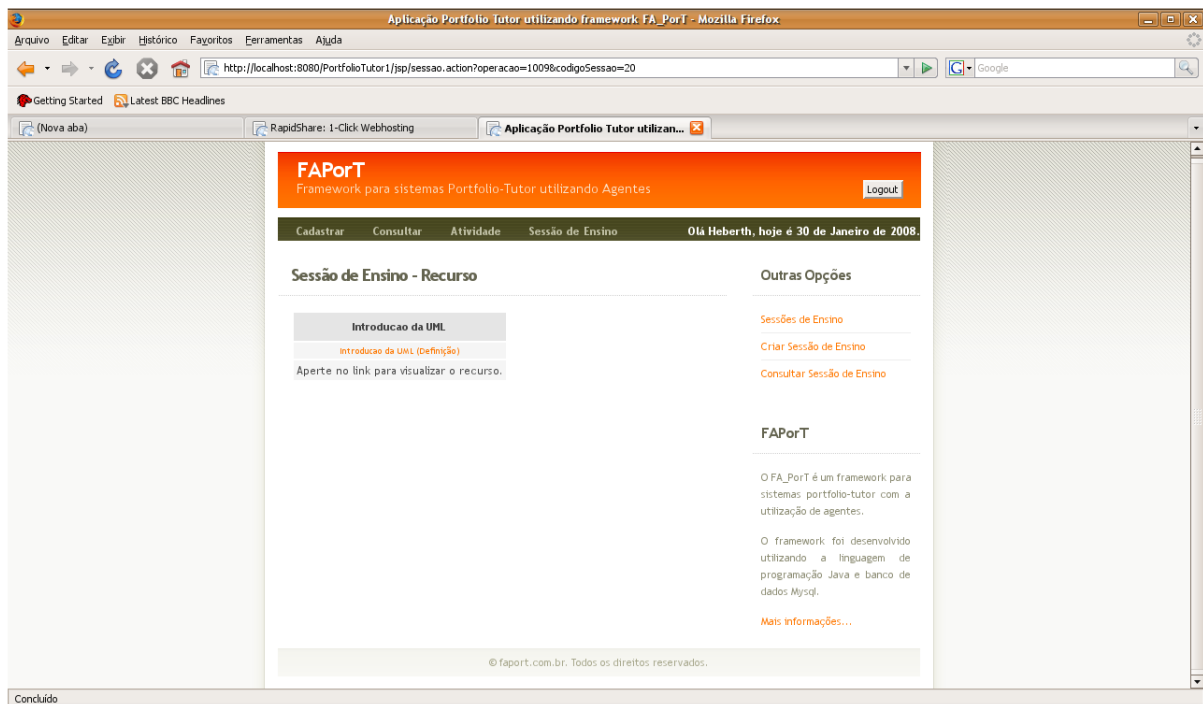 Aplicação Portfolio Tutor utilizando framework FA_PorT - Mozilla Firefox
Arquivo Editar Exibir Histórico Favoritos Ferramentas Ajuda
http://localhost:8080/PortfolioTutor1/jsp/sessao.action?operacao=1009&codigoSessao=20
G Google
Getting Started Latest BBC Headlines
(Nova aba) RapidShare: 1-Click Webhosting Aplicação Portfolio Tutor utilizan...
FAPorT
Framework para sistemas Portfolio-Tutor utilizando Agentes
Logout
Cadastrar Consultar Atividade Sessão de Ensino Olá Heberth, hoje é 30 de Janeiro de 2008.
Sessão de Ensino - Recurso
Introducao da UML
Introducao da UML (Definição)
Aperte no link para visualizar o recurso.
Outras Opções
Sessões de Ensino
Criar Sessão de Ensino
Consultar Sessão de Ensino
FAPorT
O FA_PorT é um framework para
sistemas portfolio-tutor com a
utilização de agentes.
O framework foi desenvolvido
utilizando a linguagem de
programação Java e banco de
dados Mysql.
Mais informações...
© faport.com.br. Todos os direitos reservados.
Concluído